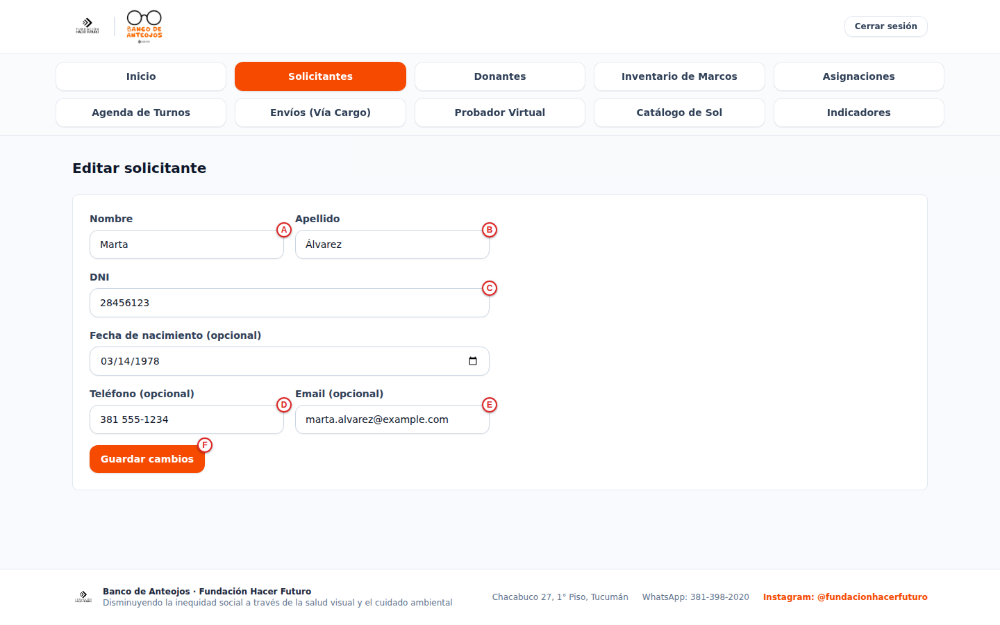 FUNDACIÓN
HACER FUTURO
BANCO DE
ANTEOJOS
Cerrar sesión
Inicio
Solicitantes
Donantes
Inventario de Marcos
Asignaciones
Agenda de Turnos
Envíos (Vía Cargo)
Probador Virtual
Catálogo de Sol
Indicadores
Editar solicitante
Nombre
A
Apellido
B
Marta
Álvarez
DNI
C
28456123
Fecha de nacimiento (opcional)
03/14/1978
Teléfono (opcional)
D
Email (opcional)
E
381 555-1234
marta.alvarez@example.com
F
Guardar cambios
Banco de Anteojos · Fundación Hacer Futuro
Disminuyendo la inequidad social a través de la salud visual y el cuidado ambiental
Chacabuco 27, 1° Piso, Tucumán
WhatsApp: 381-398-2020
Instagram: @fundacionhacerfuturo